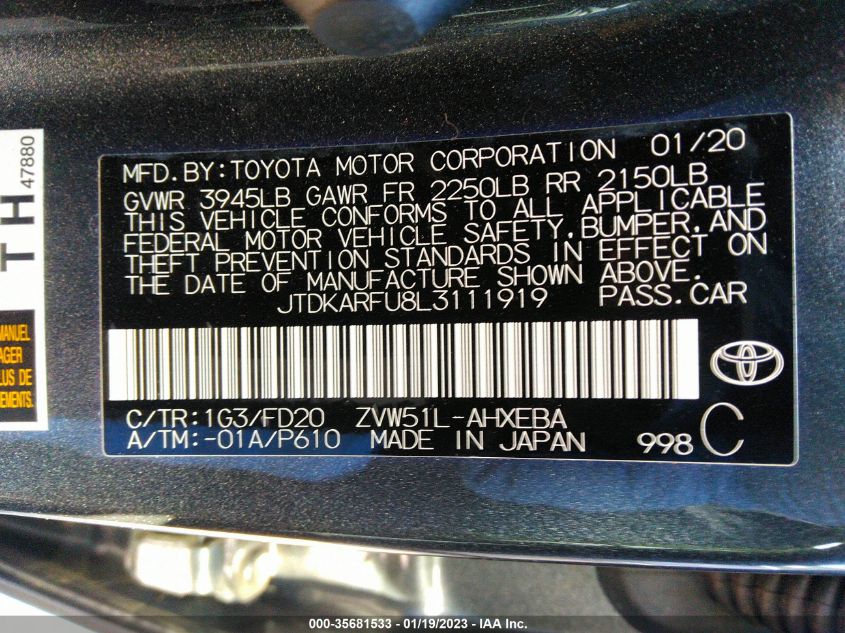 MFD.BY:TOYOTA MOTOR CORPORATION 01/20
GVWR 3945LB GAWR FR 2250LB RR 2150LB
THIS VEHICLE CONFORMS TO ALL APPLICABLE
FEDERAL MOTOR VEHICLE SAFETY,BUMPER,AND
THEFT PREVENTION STANDARDS IN EFFECT ON
THE DATE OF MANUFACTURE SHOWN ABOVE.
JTDKARFU8L3111919 PASS.CAR
C/TR:1G3/FD20 ZVW51L-AHXEBA
A/TM:-01A/P610 MADE IN JAPAN 998 C
TH
47880
MANUEL
LUS DE
000-35681533 - 01/19/2023 - IAA Inc.